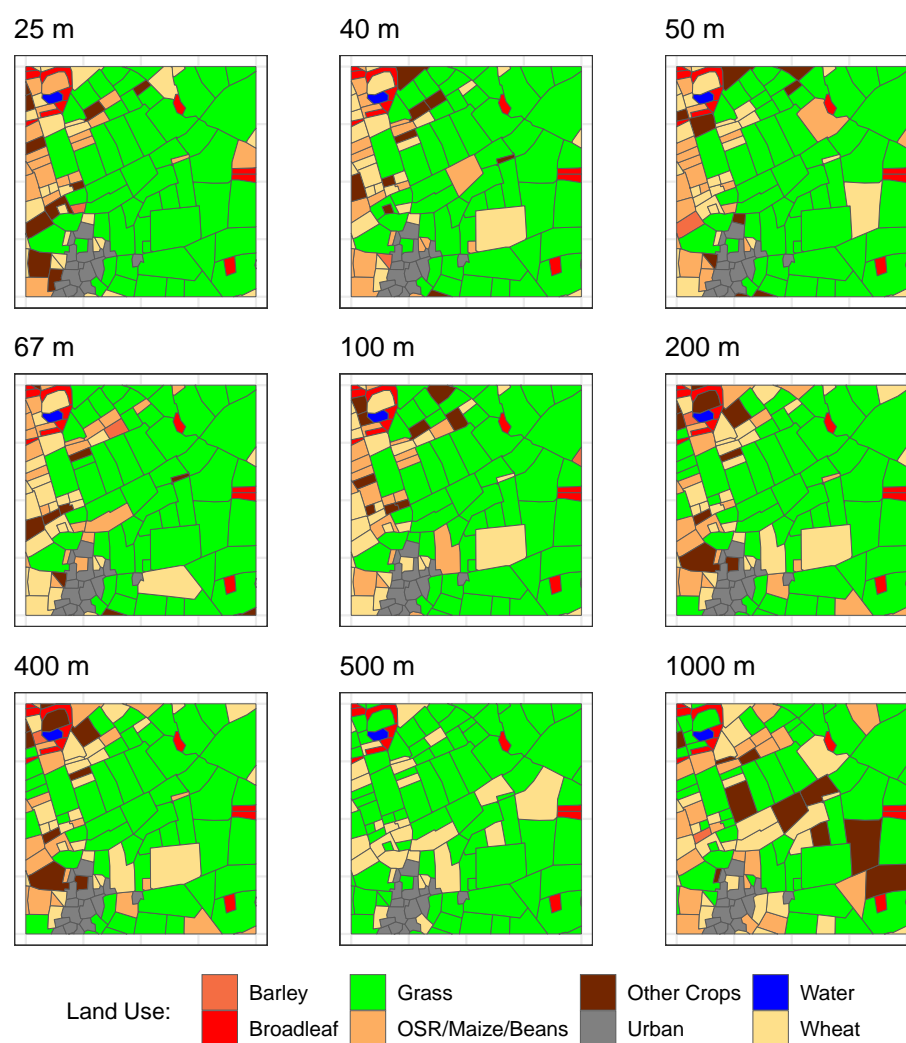 25 m
40 m
50 m
67 m
100 m
200 m
400 m
500 m
1000 m
Land Use:
Barley
Grass
Other Crops
Water
Broadleaf
OSR/Maize/Beans
Urban
Wheat